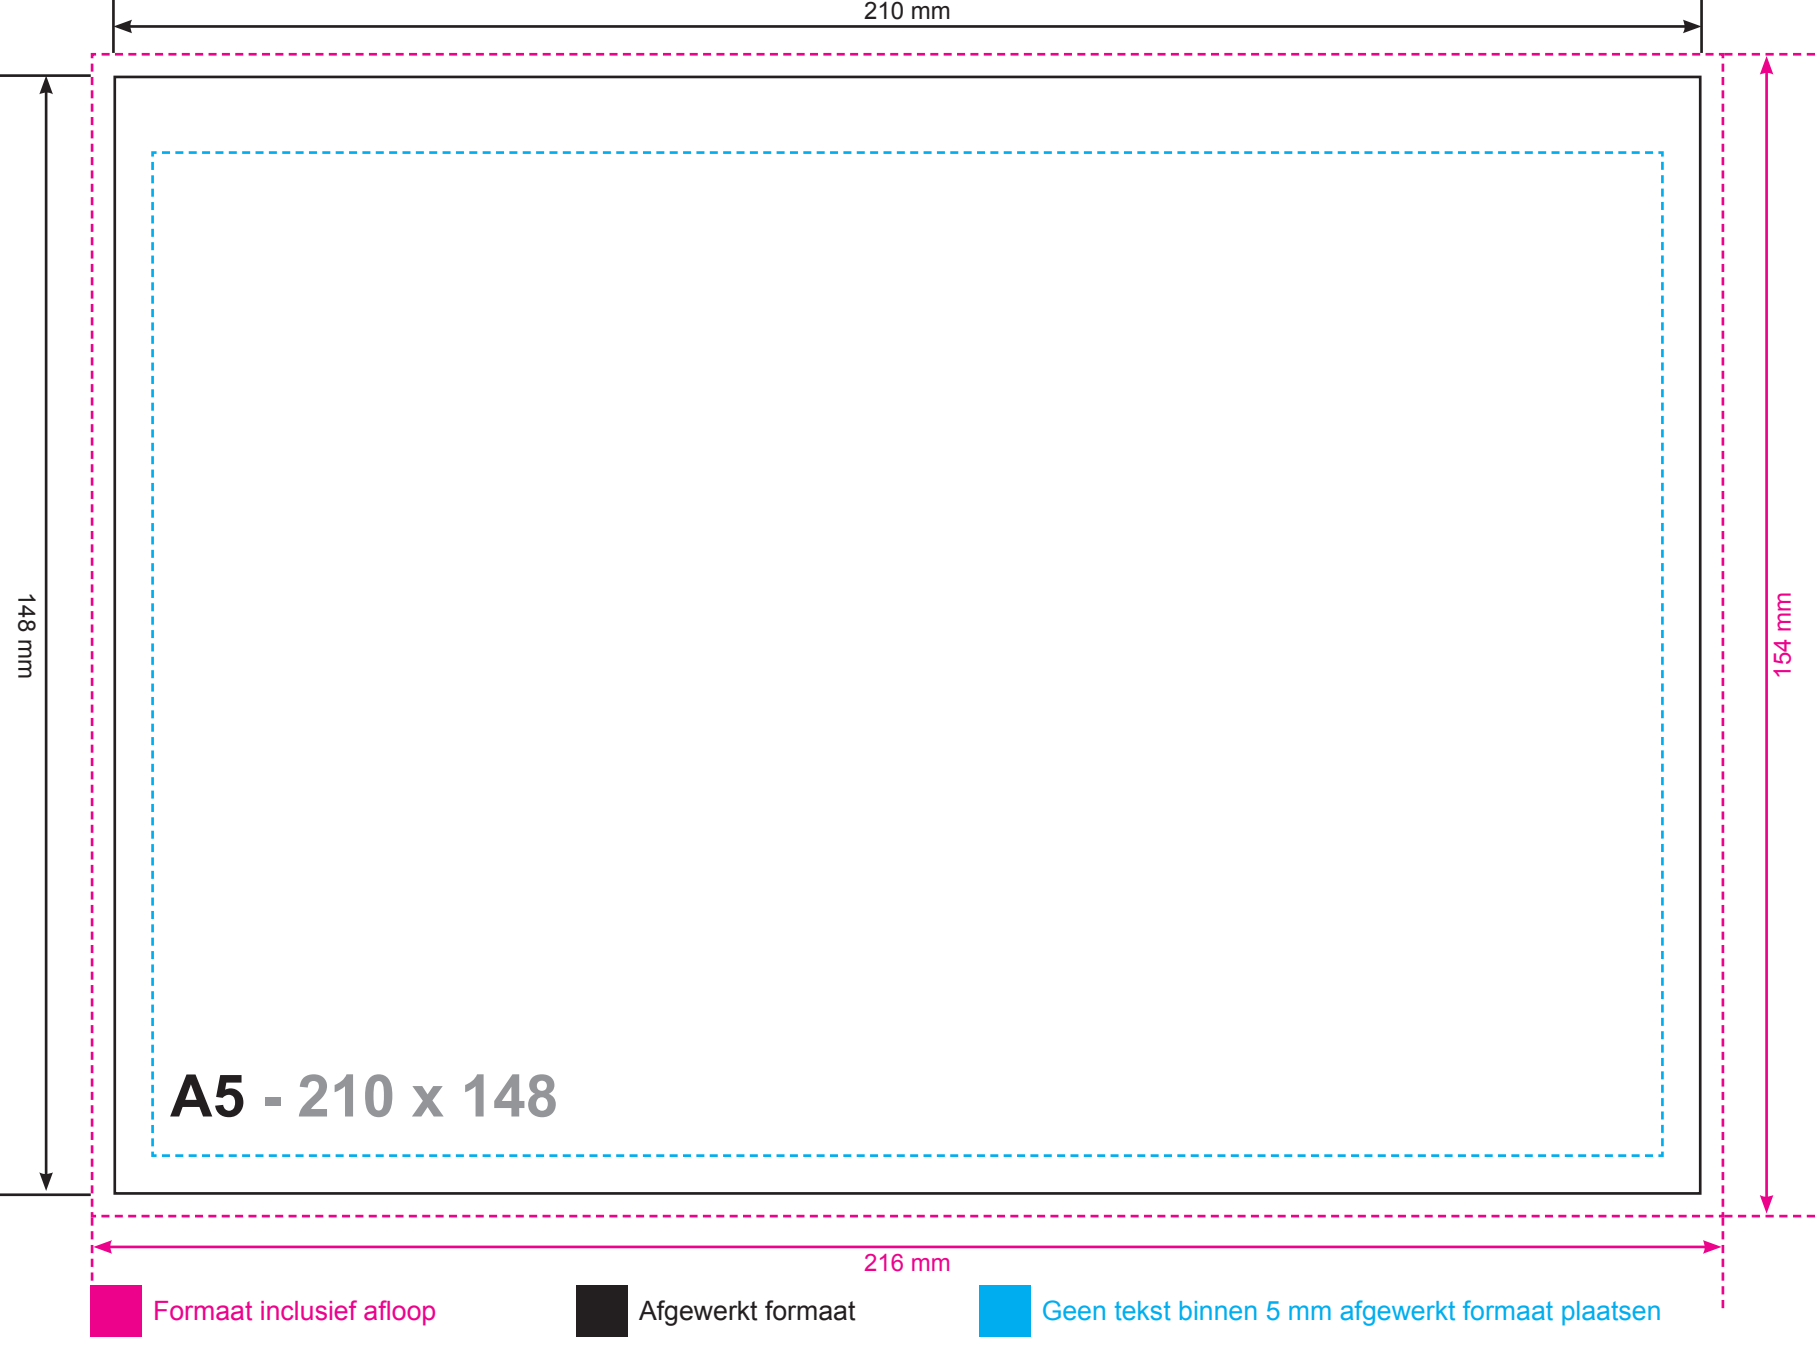 210 mm
148 mm
154 mm
A5 - 210 x 148
216 mm
Formaat inclusief afloop
Afgewerkt formaat
Geen tekst binnen 5 mm afgewerkt formaat plaatsen